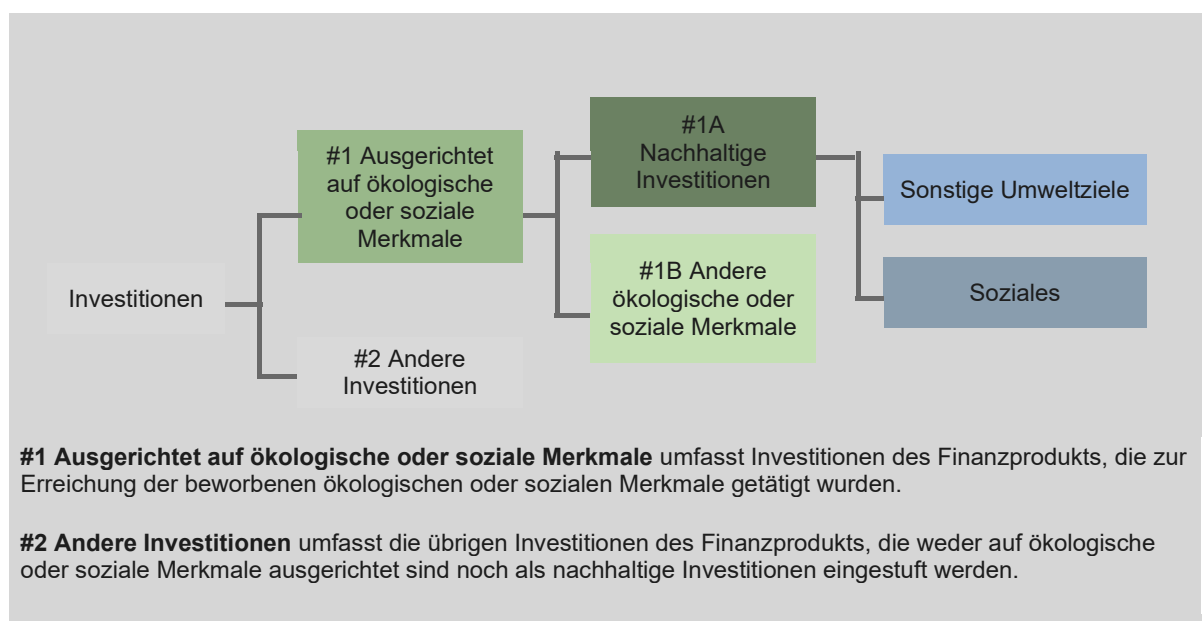 Investitionen
#1 Ausgerichtet
auf ökologische
oder soziale
Merkmale
#2 Andere
Investitionen
#1A
Nachhaltige
Investitionen
#1B Andere
ökologische oder
soziale Merkmale
Sonstige Umweltziele
Soziales
#1 Ausgerichtet auf ökologische oder soziale Merkmale umfasst Investitionen des Finanzprodukts, die zur
Erreichung der beworbenen ökologischen oder sozialen Merkmale getätigt wurden.
#2 Andere Investitionen umfasst die übrigen Investitionen des Finanzprodukts, die weder auf ökologische
oder soziale Merkmale ausgerichtet sind noch als nachhaltige Investitionen eingestuft werden.